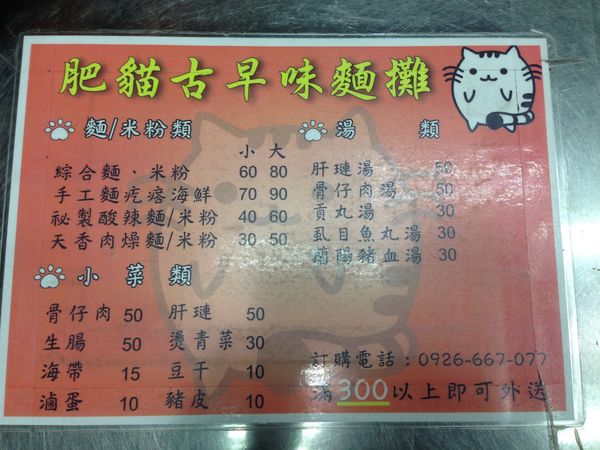 肥貓古早味麵攤
麵/米粉類
小 大
綜合麵、米粉 60 80
手工麵疙瘩海鮮 70 90
祕製酸辣麵/米粉 40 60
天香肉燥麵/米粉 30 50
湯 類
肝璉湯 50
骨仔肉湯 50
貢丸湯 30
虱目魚丸湯 30
蘭陽豬血湯 30
小 菜 類
骨仔肉 50 肝璉 50
生腸 50 燙青菜 30
海帶 15 豆干 10
滷蛋 10 豬皮 10
訂購電話：0926-667-077
滿300以上即可外送